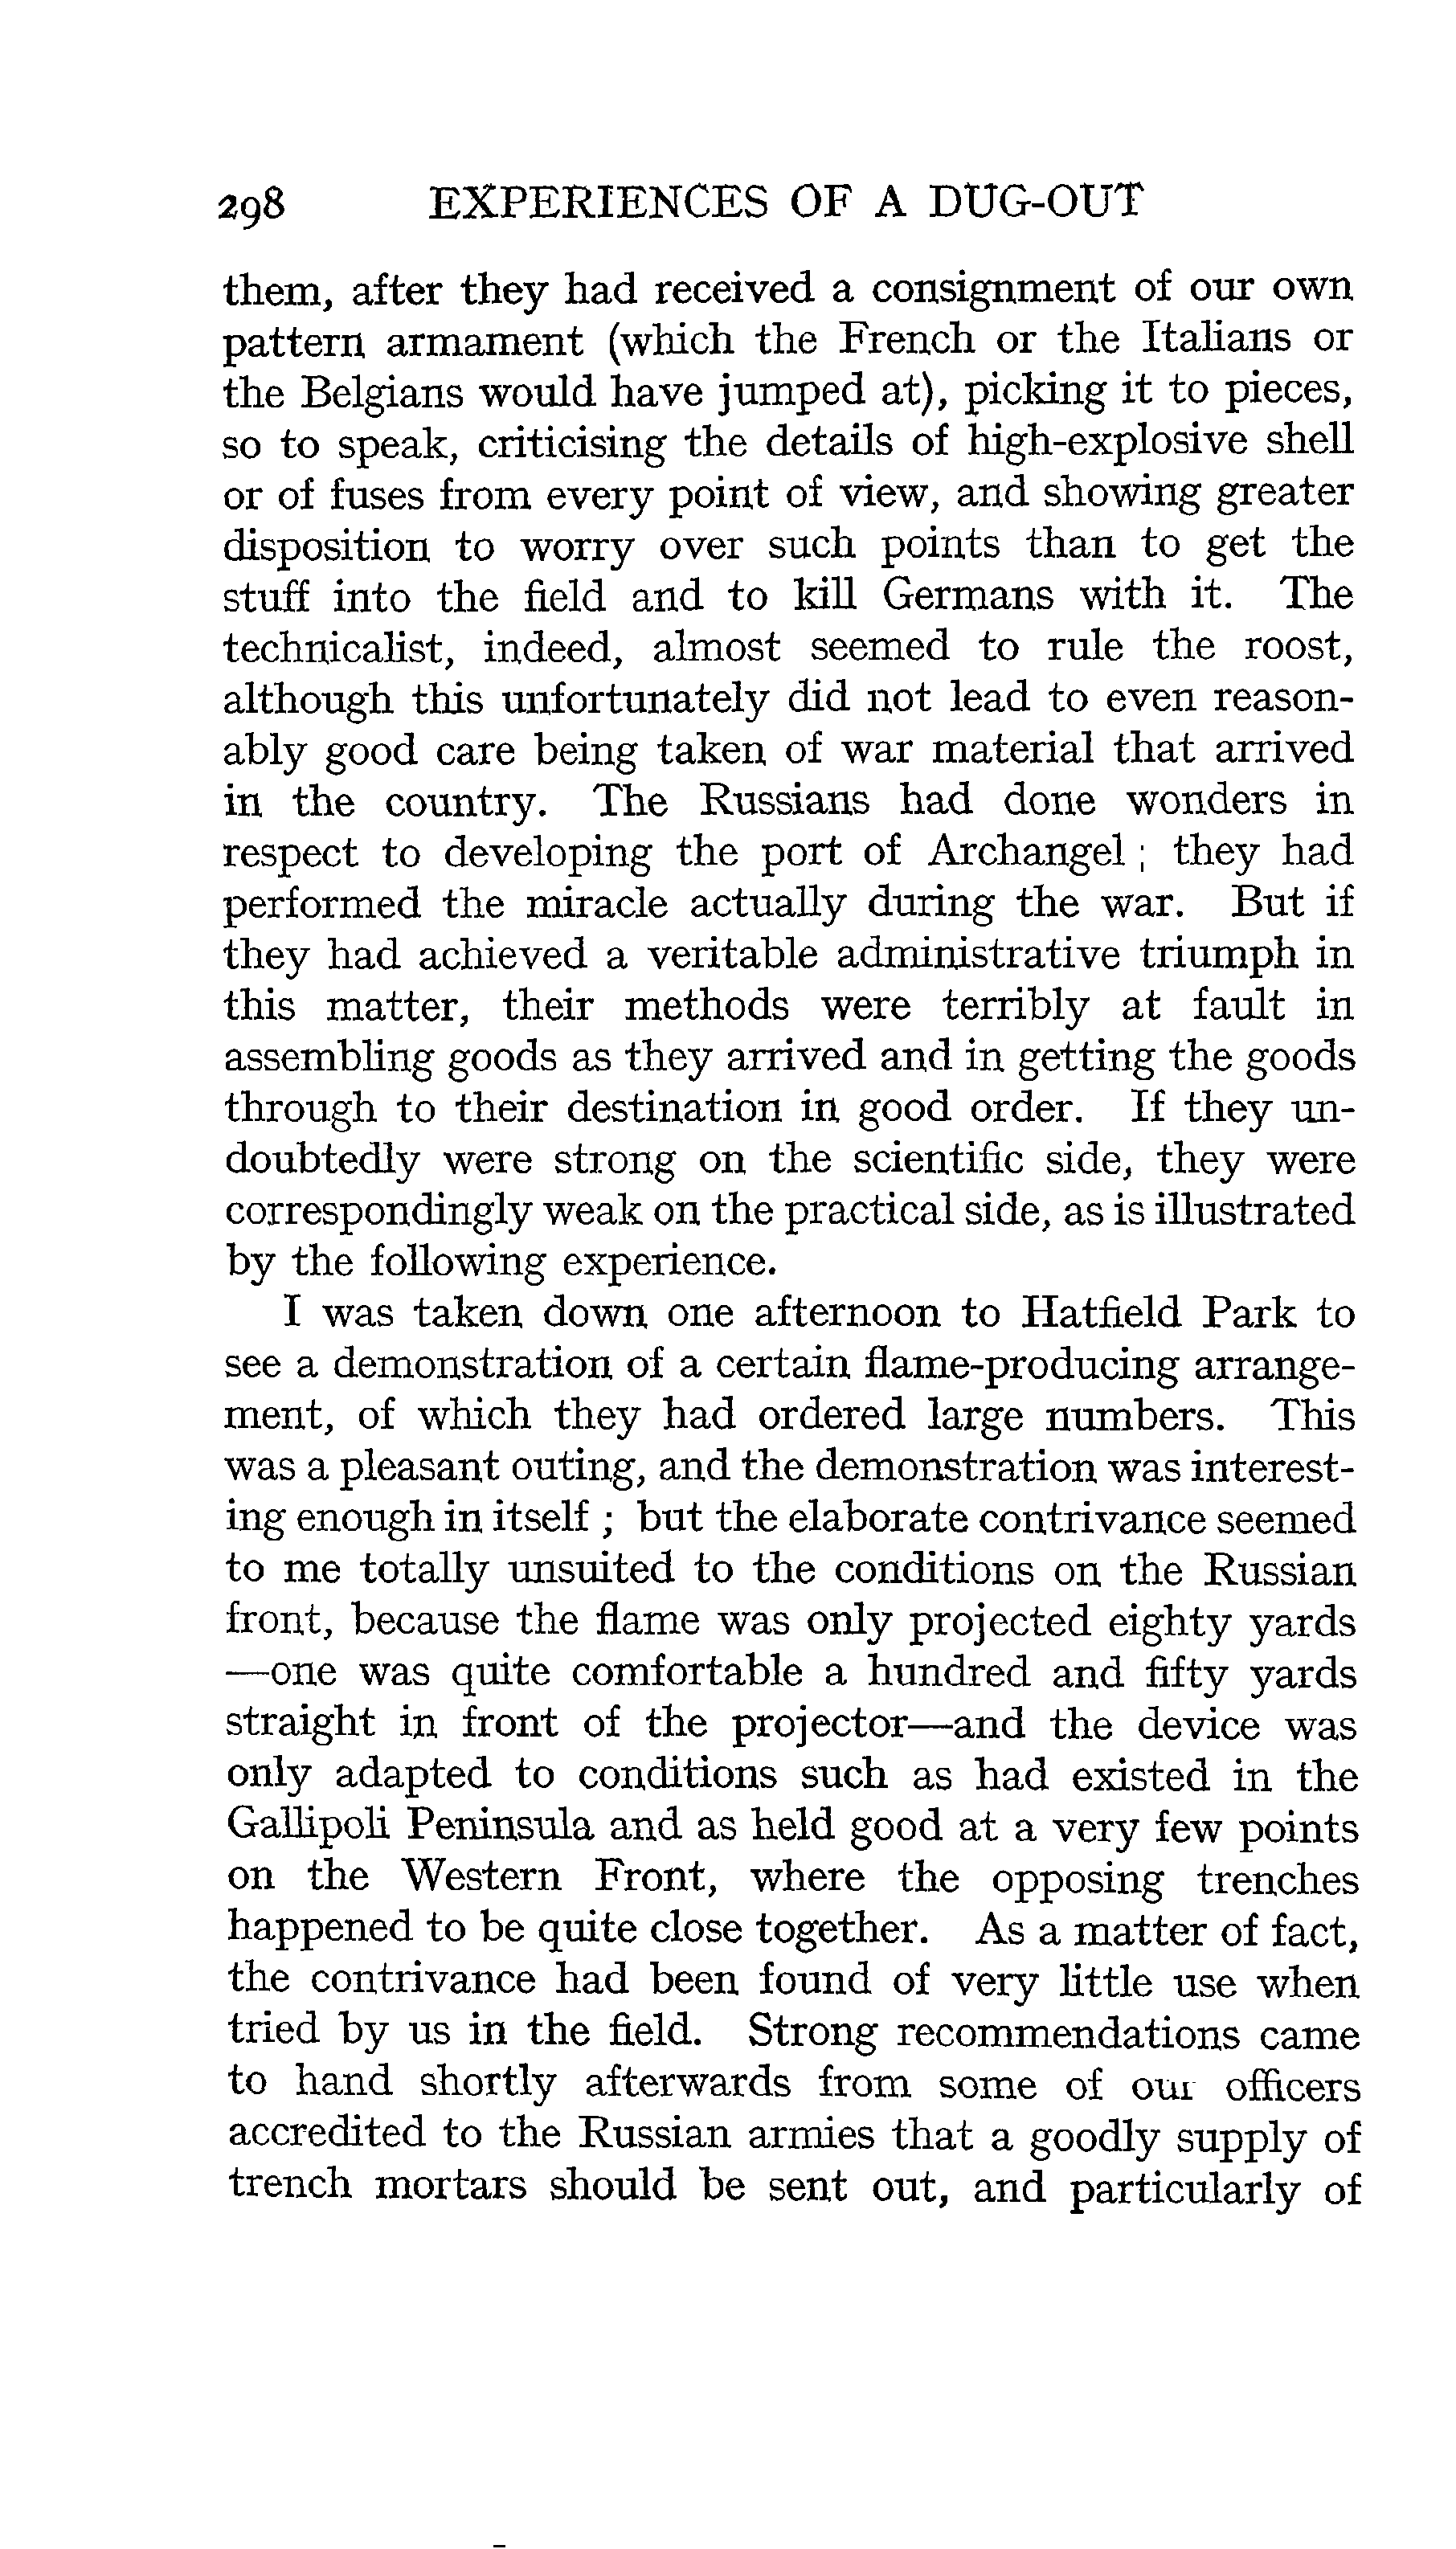 298 EXPERIENCES OF A DUG-OUT
them, after they had received a consignment of our own
pattern armament (which the French or the Italians or
the Belgians would have jumped at), picking it to pieces,
so to speak, criticising the details of high-explosive shell
or of fuses from every point of view, and showing greater
disposition to worry over such points than to get the
stuff into the field and to kill Germans with it. The
technicalist, indeed, almost seemed to rule the roost,
although this unfortunately did not lead to even reason-
ably good care being taken of war material that arrived
in the country. The Russians had done wonders in
respect to developing the port of Archangel ; they had
performed the miracle actually during the war. But if
they had achieved a veritable administrative triumph in
this matter, their methods were terribly at fault in
assembling goods as they arrived and in getting the goods
through to their destination in good order. If they un-
doubtedly were strong on the scientific side, they were
correspondingly weak on the practical side, as is illustrated
by the following experience.
I was taken down one afternoon to Hatfield Park to
see a demonstration of a certain flame-producing arrange-
ment, of which they had ordered large numbers. This
was a pleasant outing, and the demonstration was interest-
ing enough in itself ; but the elaborate contrivance seemed
to me totally unsuited to the conditions on the Russian
front, because the flame was only projected eighty yards
—one was quite comfortable a hundred and fifty yards
straight in front of the projector—and the device was
only adapted to conditions such as had existed in the
Gallipoli Peninsula and as held good at a very few points
on the Western Front, where the opposing trenches
happened to be quite close together. As a matter of fact,
the contrivance had been found of very little use when
tried by us in the field. Strong recommendations came
to hand shortly afterwards from some of our officers
accredited to the Russian armies that a goodly supply of
trench mortars should be sent out, and particularly of